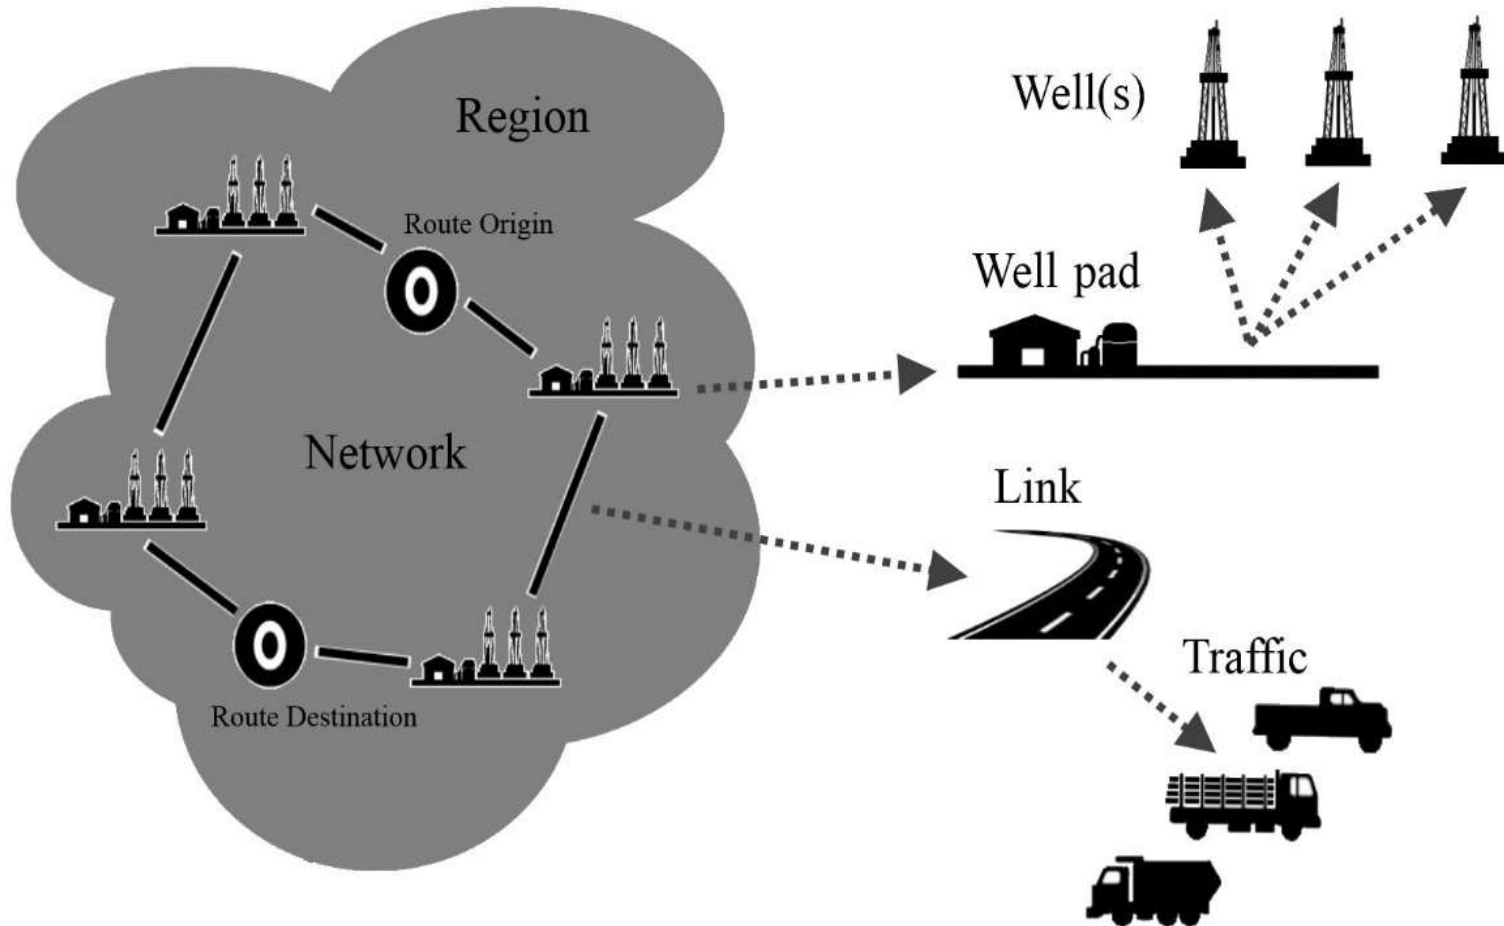 Region
Route Origin
Network
Route Destination
Well(s)
Well pad
Link
Traffic